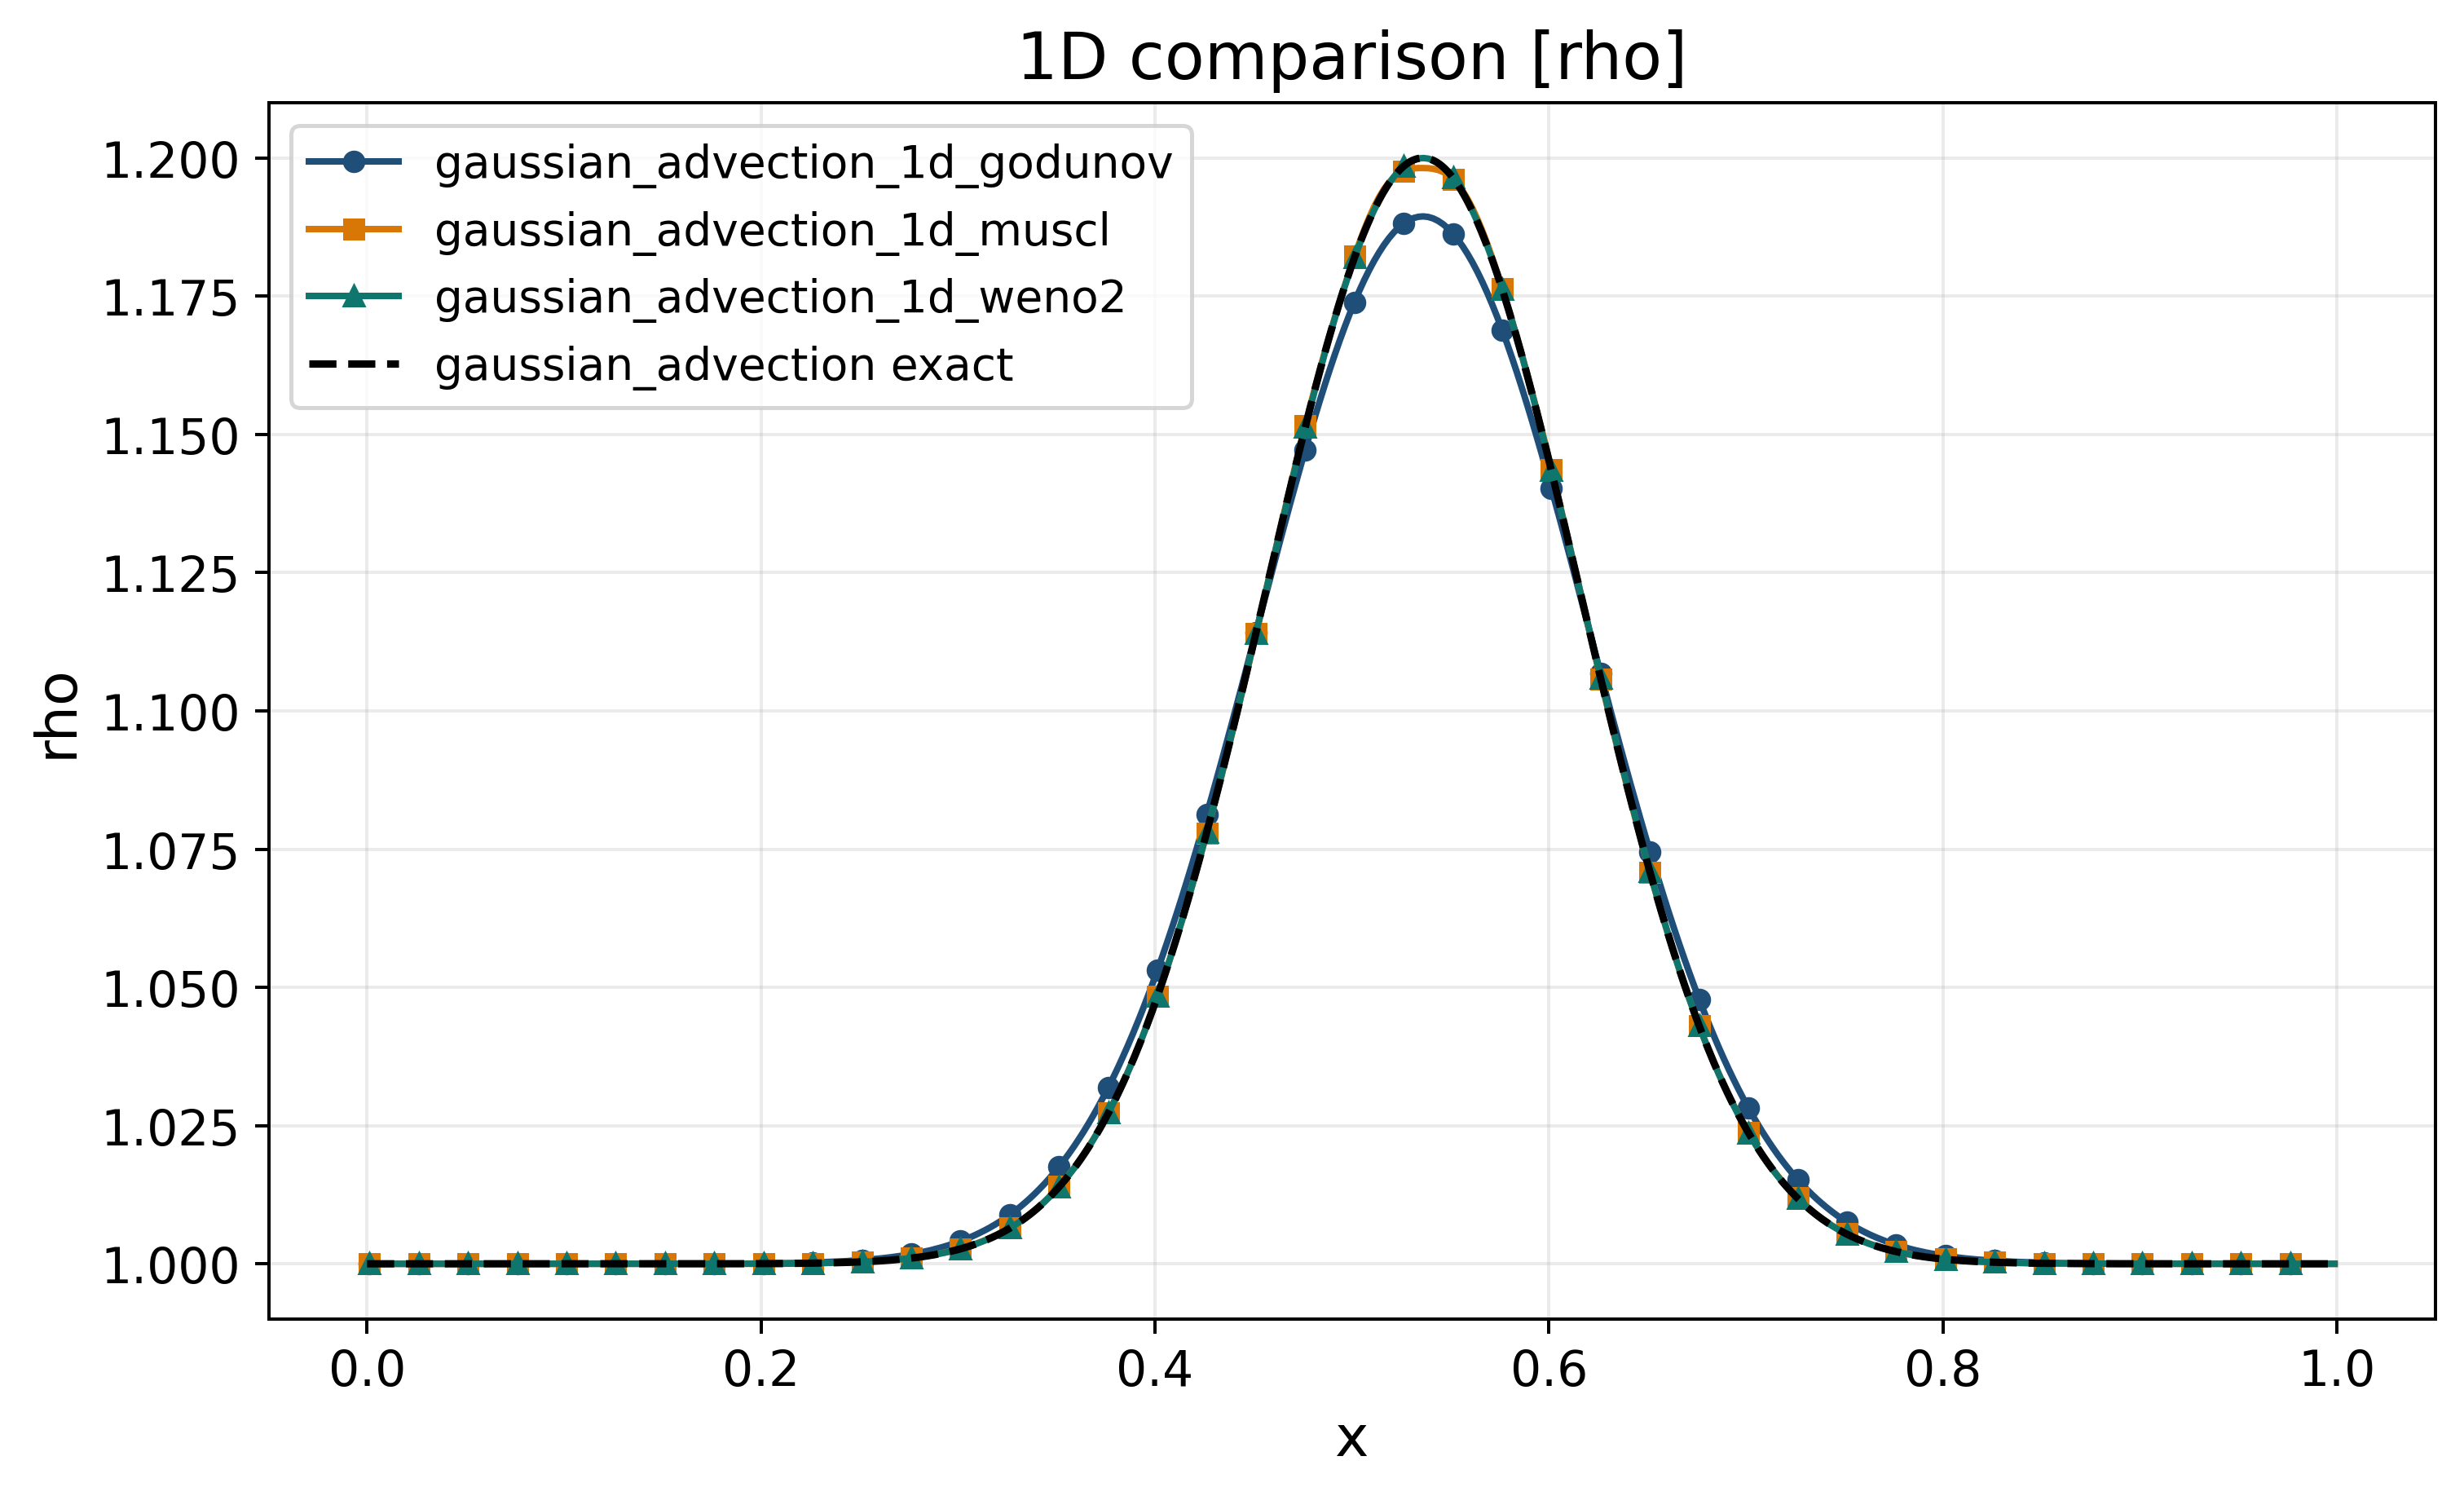 1D comparison [rho]
gaussian_advection_1d_godunov
gaussian_advection_1d_muscl
gaussian_advection_1d_weno2
gaussian_advection exact
1.200
1.175
1.150
1.125
1.100
1.075
1.050
1.025
1.000
rho
0.0 0.2 0.4 0.6 0.8 1.0
x